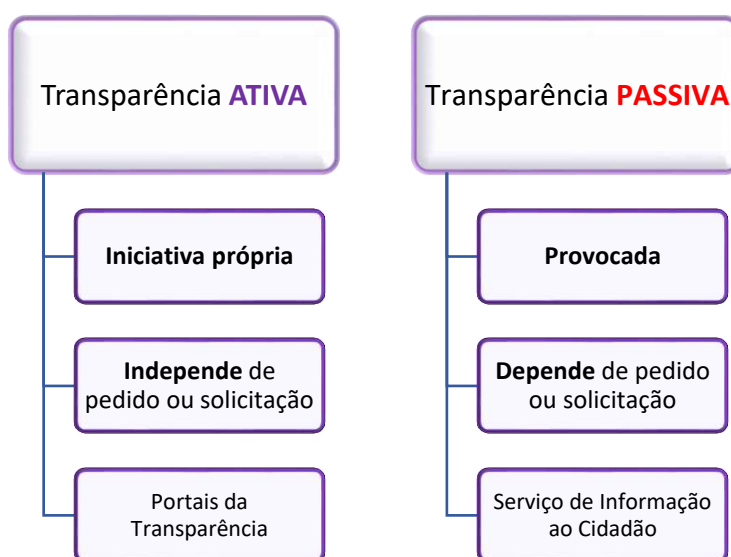 Transparência ATIVA
Iniciativa própria
Independe de
pedido ou solicitação
Portais da
Transparência
Transparência PASSIVA
Provocada
Depende de pedido
ou solicitação
Serviço de Informação
ao Cidadão